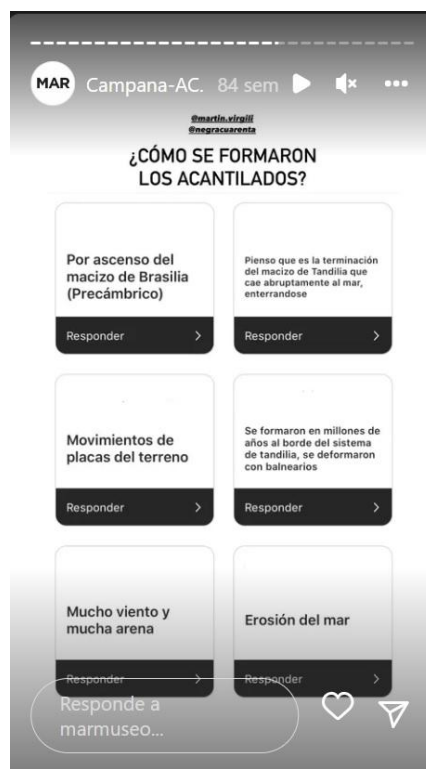 MAR Campana-AC. 84 sem
@martin.virgili
@negracuarenta
¿CÓMO SE FORMARON
LOS ACANTILADOS?
Por ascenso del
macizo de Brasilia
(Precámbrico)
Responder
Pienso que es la terminación
del macizo de Tandilia que
cae abruptamente al mar,
enterrandose
Responder
Movimientos de
placas del terreno
Responder
Se formaron en millones de
años al borde del sistema
de tandilia, se deformaron
con balnearios
Responder
Mucho viento y
mucha arena
Responder
Erosión del mar
Responder
Responde a
marmuseo...